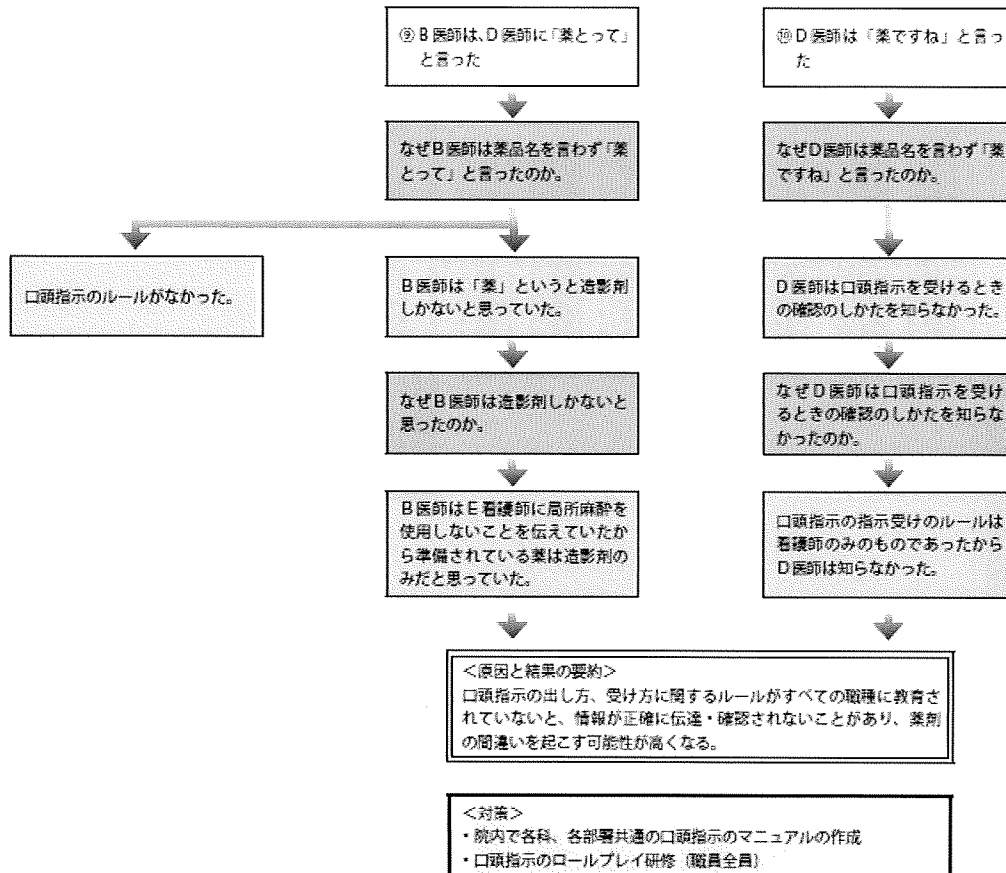 ⑨B医師は、D医師に「薬とって」
と言った
⑩D医師は「薬ですね」と言っ
た
なぜB医師は薬品名を言わず「薬
とって」と言ったのか。
なぜD医師は薬品名を言わず「薬
ですね」と言ったのか。
口頭指示のルールがなかった。
B医師は「薬」というと造影剤
しかないと思っていた。
D医師は口頭指示を受けるとき
の確認のしかたを知らなかった。
なぜB医師は造影剤しかないと
思ったのか。
なぜD医師は口頭指示を受け
るときの確認のしかたを知らな
かったのか。
B医師はE看護師に局所麻酔を
使用しないことを伝えていたか
ら準備されている薬は造影剤の
みだと思っていた。
口頭指示の指示受けのルールは
看護師のみのものであったから
D医師は知らなかった。
＜原因と結果の要約＞
口頭指示の出し方、受け方に関するルールがすべての職種に教育さ
れていないと、情報が正確に伝達・確認されないことがあり、薬剤
の間違いを起こす可能性が高くなる。
＜対策＞
・院内で各科、各部署共通の口頭指示のマニュアルの作成
・口頭指示のロールプレイ研修（職員全員）